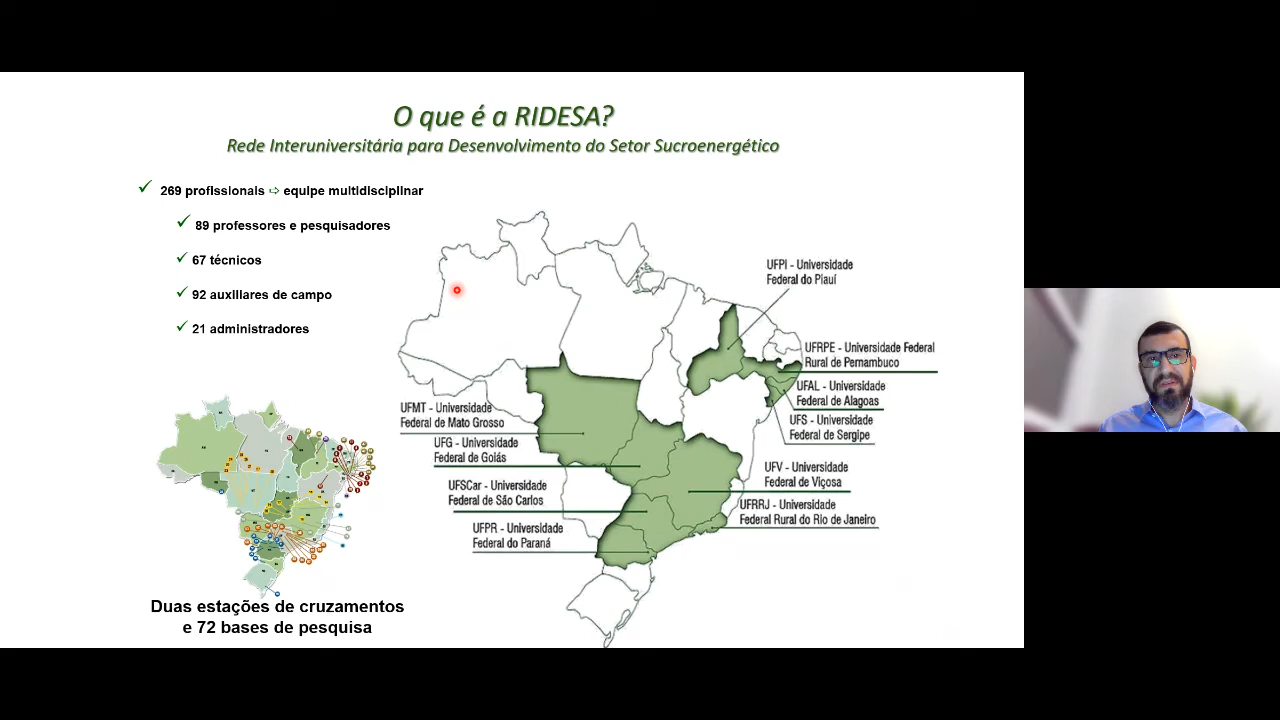 O que é a RIDESA?
Rede Interuniversitária para Desenvolvimento do Setor Sucroenergético
269 profissionais ➪ equipe multidisciplinar
89 professores e pesquisadores
67 técnicos
92 auxiliares de campo
21 administradores
UFPI - Universidade
Federal do Piauí
UFRPE - Universidade Federal
Rural de Pernambuco
UFAL - Universidade
Federal de Alagoas
UFS - Universidade
Federal de Sergipe
UFMT - Universidade
Federal de Mato Grosso
UFG - Universidade
Federal de Goiás
UFV - Universidade
Federal de Viçosa
UFSCar - Universidade
Federal de São Carlos
UFRRJ - Universidade
Federal Rural do Rio de Janeiro
UFPR - Universidade
Federal do Paraná
Duas estações de cruzamentos
e 72 bases de pesquisa